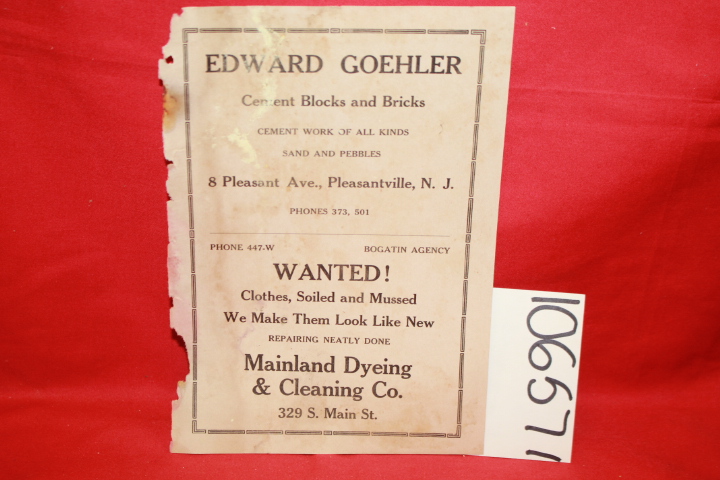 EDWARD GOEHLER
Cement Blocks and Bricks
CEMENT WORK OF ALL KINDS
SAND AND PEBBLES
8 Pleasant Ave., Pleasantville, N. J.
PHONES 373, 501
PHONE 447-W BOGATIN AGENCY
WANTED!
Clothes, Soiled and Mussed
We Make Them Look Like New
REPAIRING NEATLY DONE
Mainland Dyeing
& Cleaning Co.
329 S. Main St.
106571